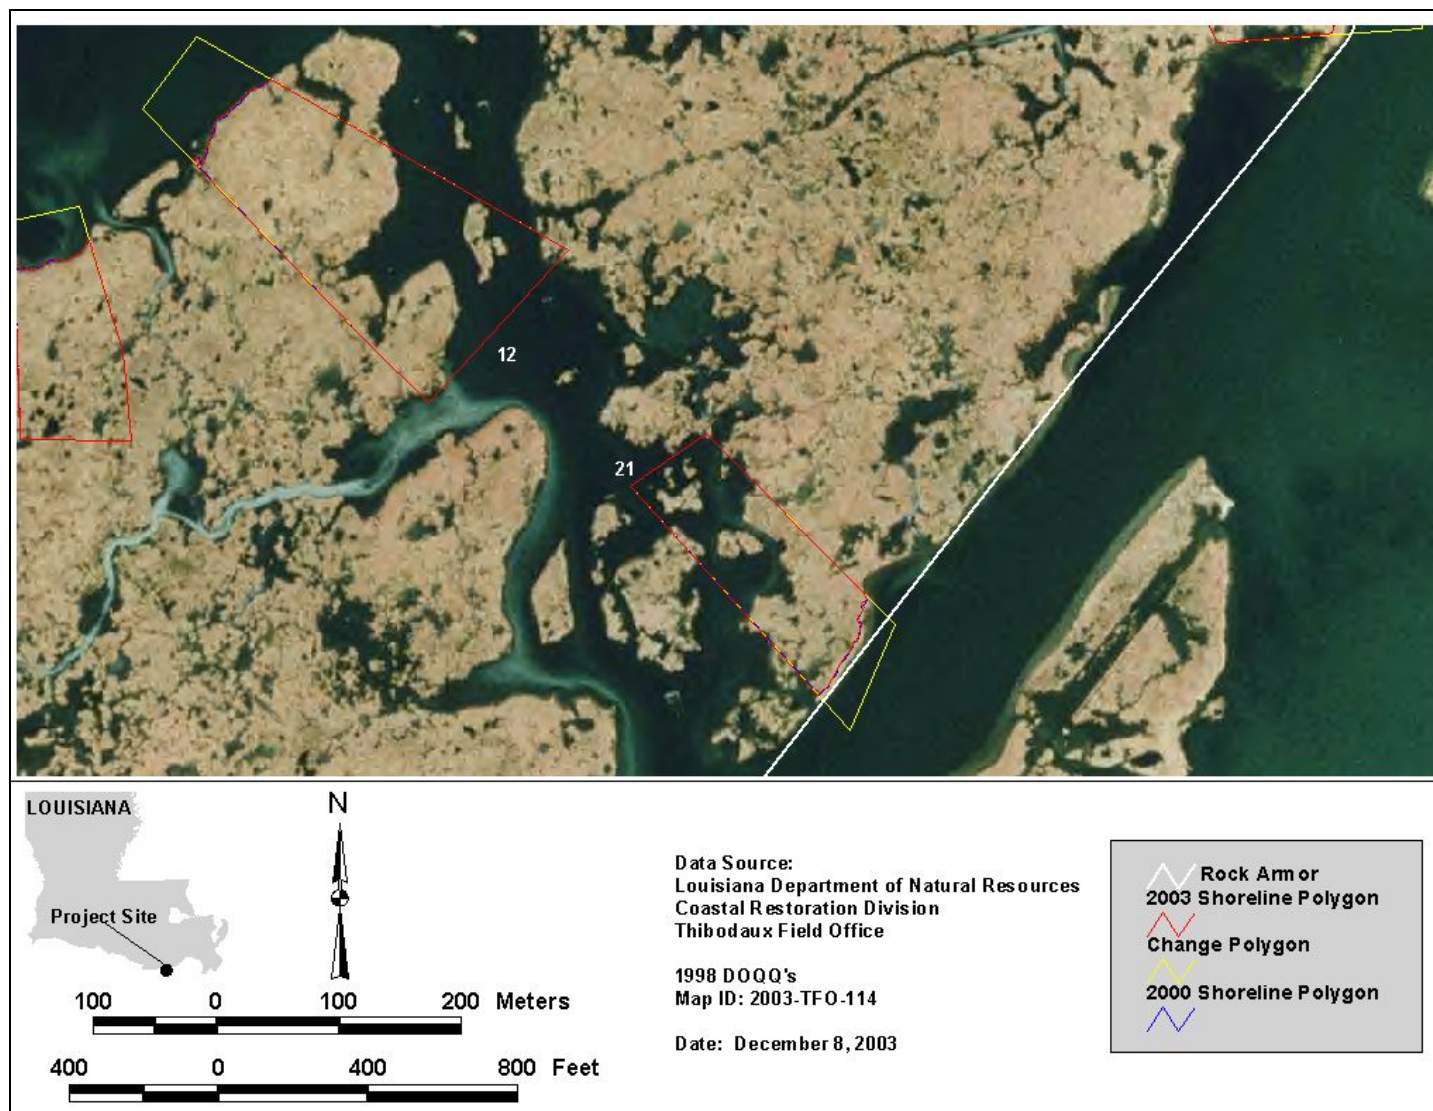 12
21
LOUISIANA
Project Site
N
100 0 100 200 Meters
400 0 400 800 Feet
Data Source:
Louisiana Department of Natural Resources
Coastal Restoration Division
Thibodaux Field Office
1998 DOQQ's
Map ID: 2003-TFO-114
Date: December 8, 2003
Rock Armor
2003 Shoreline Polygon
Change Polygon
2000 Shoreline Polygon